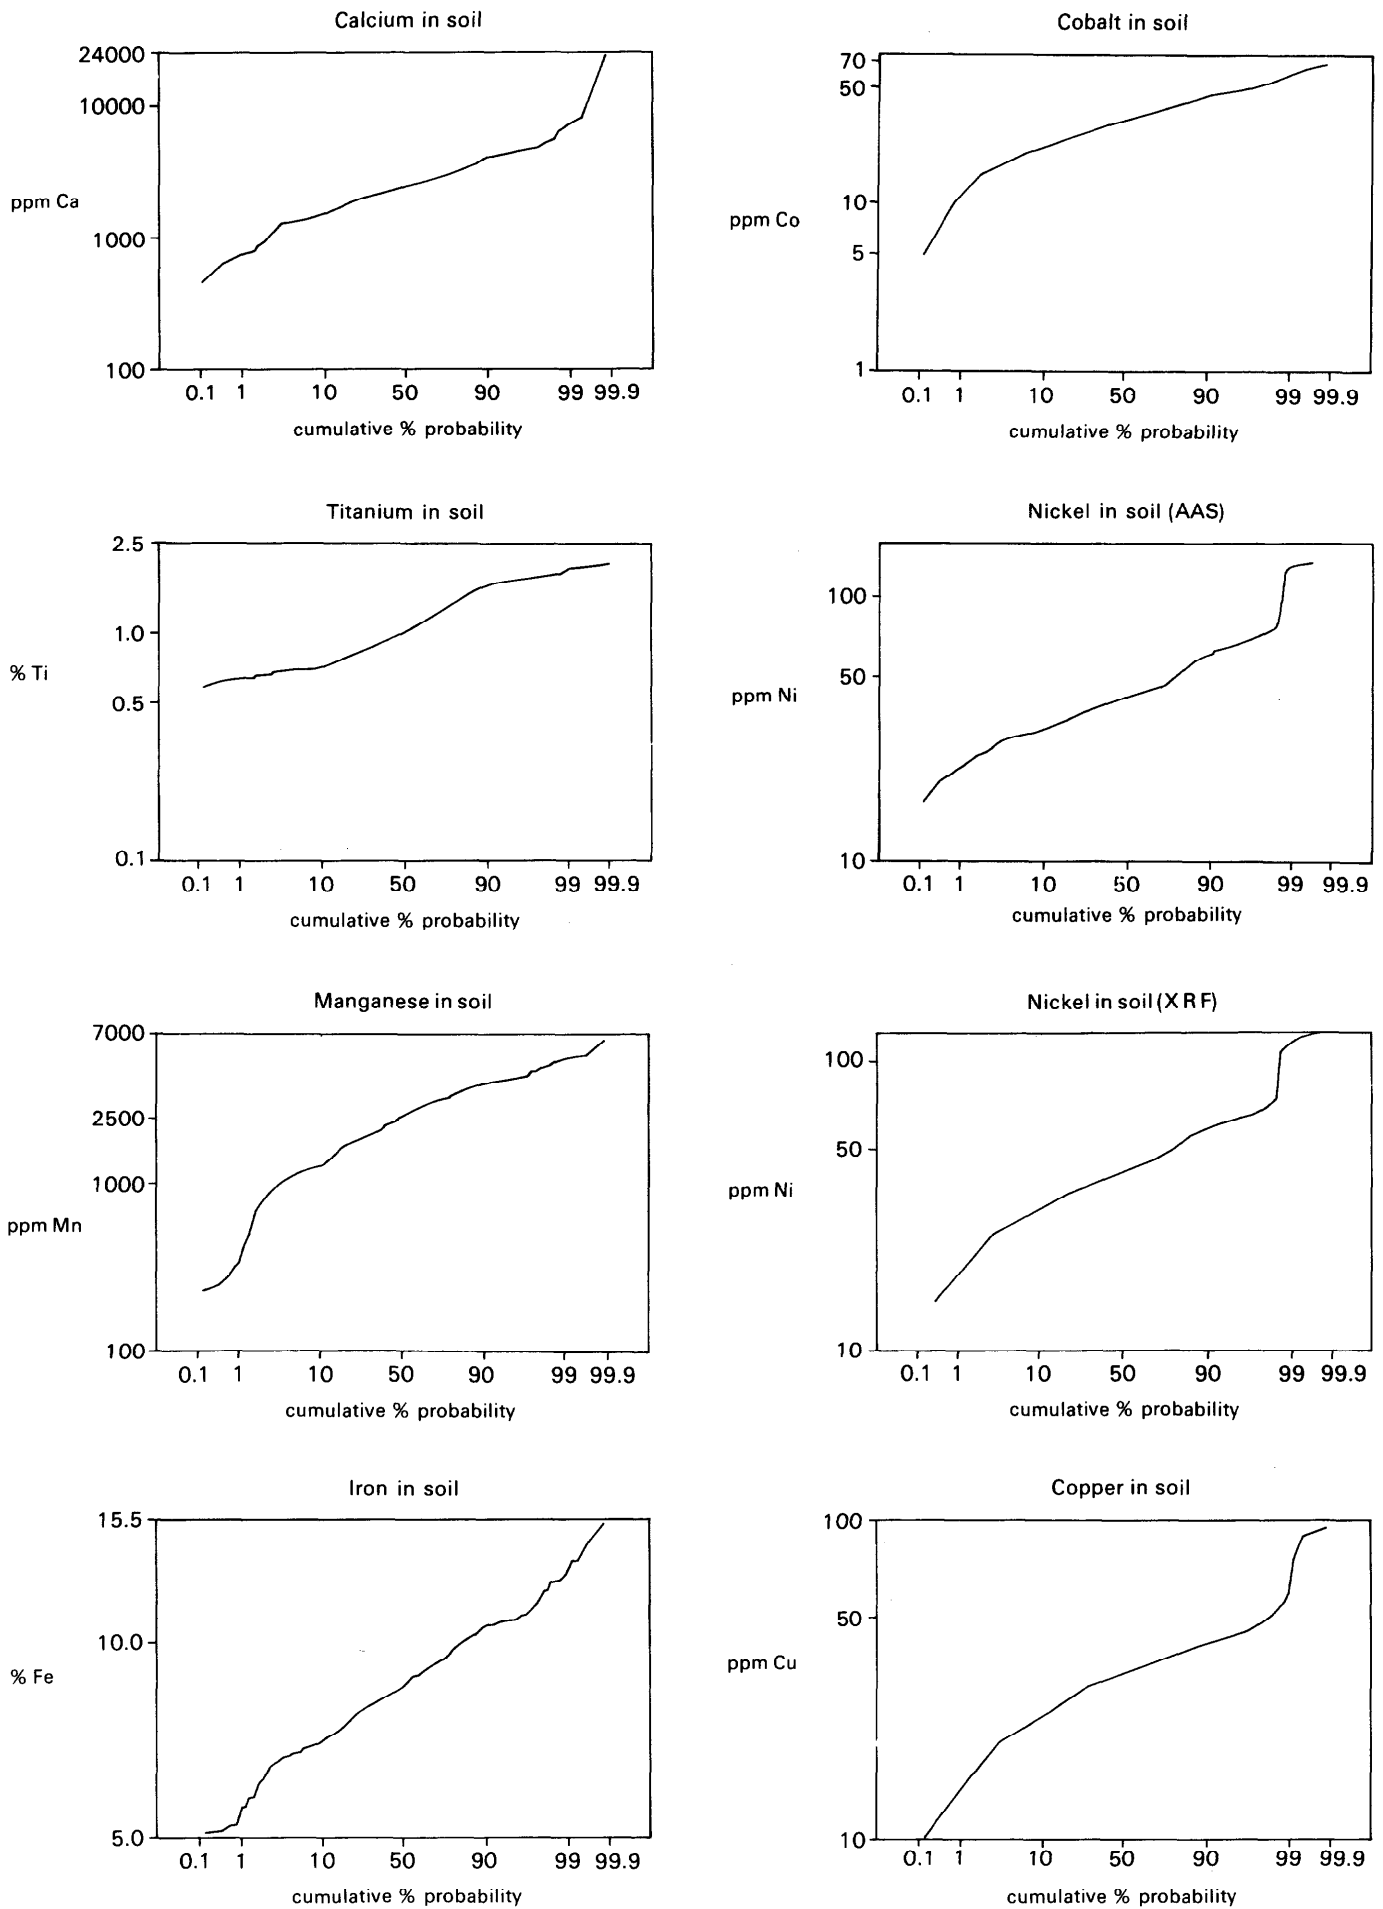 Calcium in soil
24000
10000
ppm Ca
1000
100
0.1 1 10 50 90 99 99.9
cumulative % probability
Cobalt in soil
70
50
10
ppm Co
5
1
0.1 1 10 50 90 99 99.9
cumulative % probability
Titanium in soil
2.5
1.0
% Ti
0.5
0.1
0.1 1 10 50 90 99 99.9
cumulative % probability
Nickel in soil (AAS)
100
50
ppm Ni
10
0.1 1 10 50 90 99 99.9
cumulative % probability
Manganese in soil
7000
2500
1000
ppm Mn
100
0.1 1 10 50 90 99 99.9
cumulative % probability
Nickel in soil (XRF)
100
50
ppm Ni
10
0.1 1 10 50 90 99 99.9
cumulative % probability
Iron in soil
15.5
10.0
% Fe
5.0
0.1 1 10 50 90 99 99.9
cumulative % probability
Copper in soil
100
50
ppm Cu
10
0.1 1 10 50 90 99 99.9
cumulative % probability